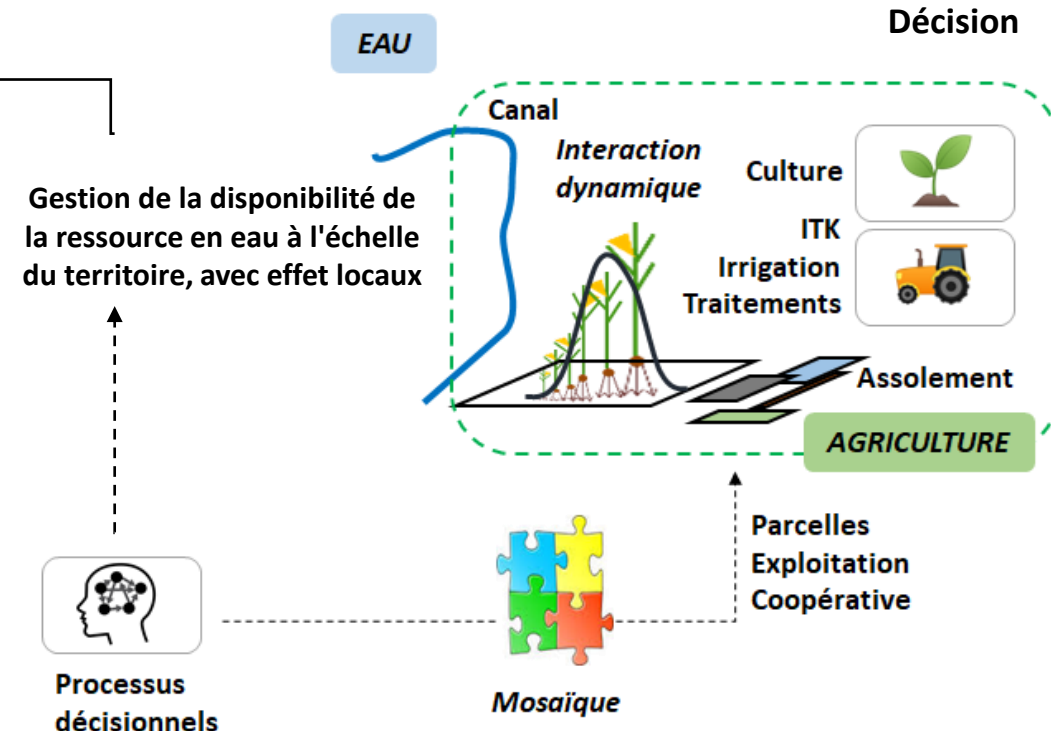 Décision
EAU
Canal
Interaction
dynamique
Culture
ITK
Irrigation
Traitements
Gestion de la disponibilité de
la ressource en eau à l'échelle
du territoire, avec effet locaux
Assolement
AGRICULTURE
Parcelles
Exploitation
Coopérative
Processus
décisionnels
Mosaïque